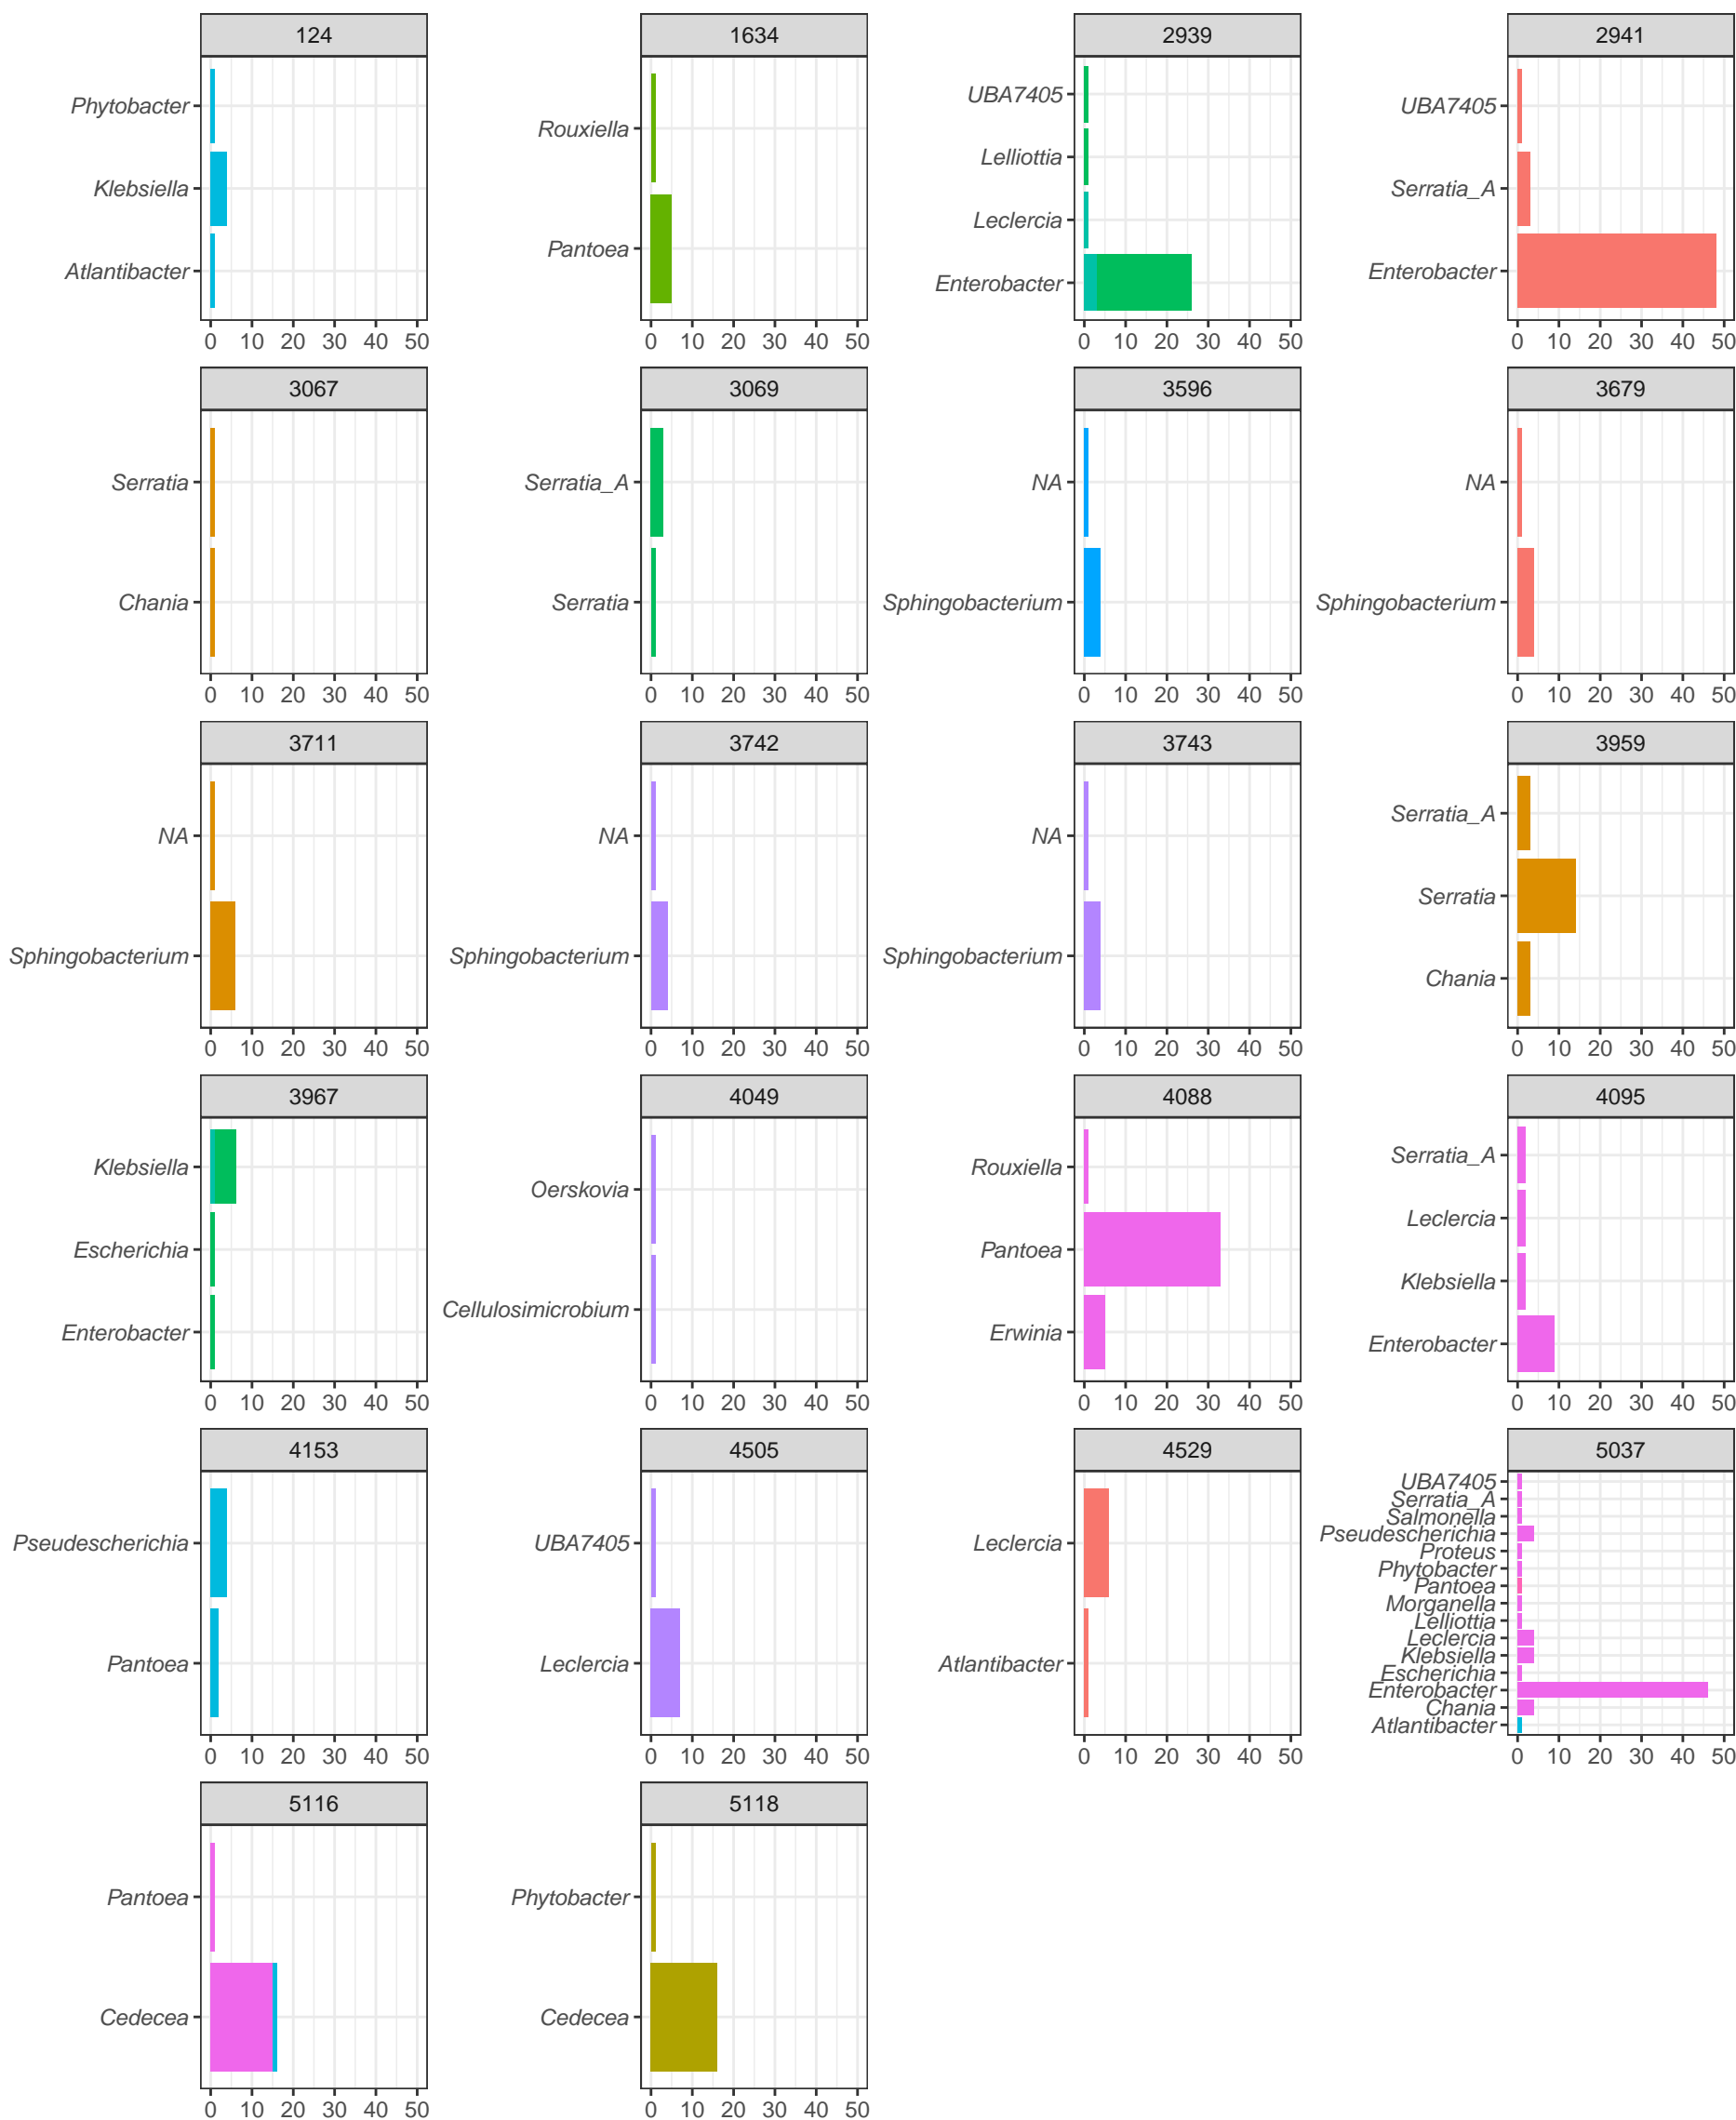 124
Phytobacter
Klebsiella
Atlantibacter
0 10 20 30 40 50
1634
Rouxiella
Pantoea
0 10 20 30 40 50
2939
UBA7405
Lelliottia
Leclercia
Enterobacter
0 10 20 30 40 50
2941
UBA7405
Serratia_A
Enterobacter
0 10 20 30 40 50
3067
Serratia
Chania
0 10 20 30 40 50
3069
Serratia_A
Serratia
0 10 20 30 40 50
3596
NA
Sphingobacterium
0 10 20 30 40 50
3679
NA
Sphingobacterium
0 10 20 30 40 50
3711
NA
Sphingobacterium
0 10 20 30 40 50
3742
NA
Sphingobacterium
0 10 20 30 40 50
3743
NA
Sphingobacterium
0 10 20 30 40 50
3959
Serratia_A
Serratia
Chania
0 10 20 30 40 50
3967
Klebsiella
Escherichia
Enterobacter
0 10 20 30 40 50
4049
Oerskovia
Cellulosimicrobium
0 10 20 30 40 50
4088
Rouxiella
Pantoea
Erwinia
0 10 20 30 40 50
4095
Serratia_A
Leclercia
Klebsiella
Enterobacter
0 10 20 30 40 50
4153
Pseudescherichia
Pantoea
0 10 20 30 40 50
4505
UBA7405
Leclercia
0 10 20 30 40 50
4529
Leclercia
Atlantibacter
0 10 20 30 40 50
5037
UBA7405
Serratia_A
Salmonella
Pseudescherichia
Proteus
Phytobacter
Pantoea
Morganella
Lelliottia
Leclercia
Klebsiella
Escherichia
Enterobacter
Chania
Atlantibacter
0 10 20 30 40 50
5116
Pantoea
Cedecea
0 10 20 30 40 50
5118
Phytobacter
Cedecea
0 10 20 30 40 50